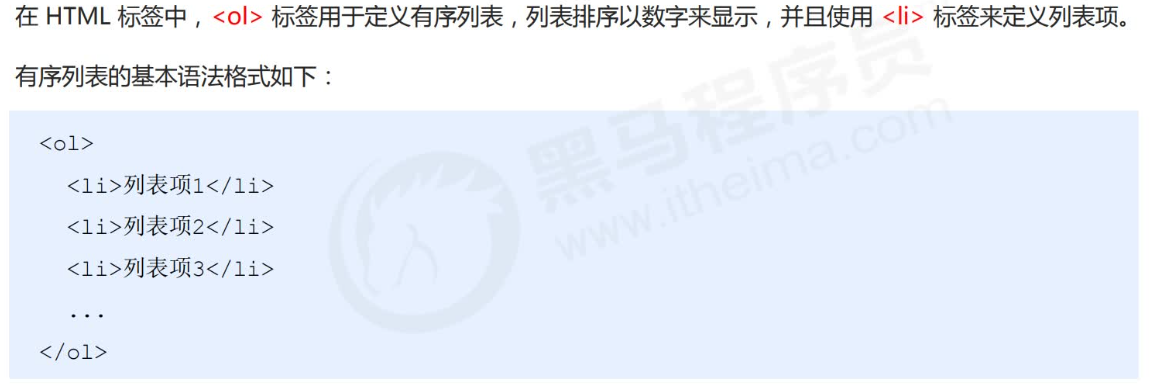 在 HTML 标签中，<ol> 标签用于定义有序列表，列表排序以数字来显示，并且使用 <li> 标签来定义列表项。
有序列表的基本语法格式如下：
<ol>
<li>列表项1</li>
<li>列表项2</li>
<li>列表项3</li>
...
</ol>
黑马程序员
www.itheima.com